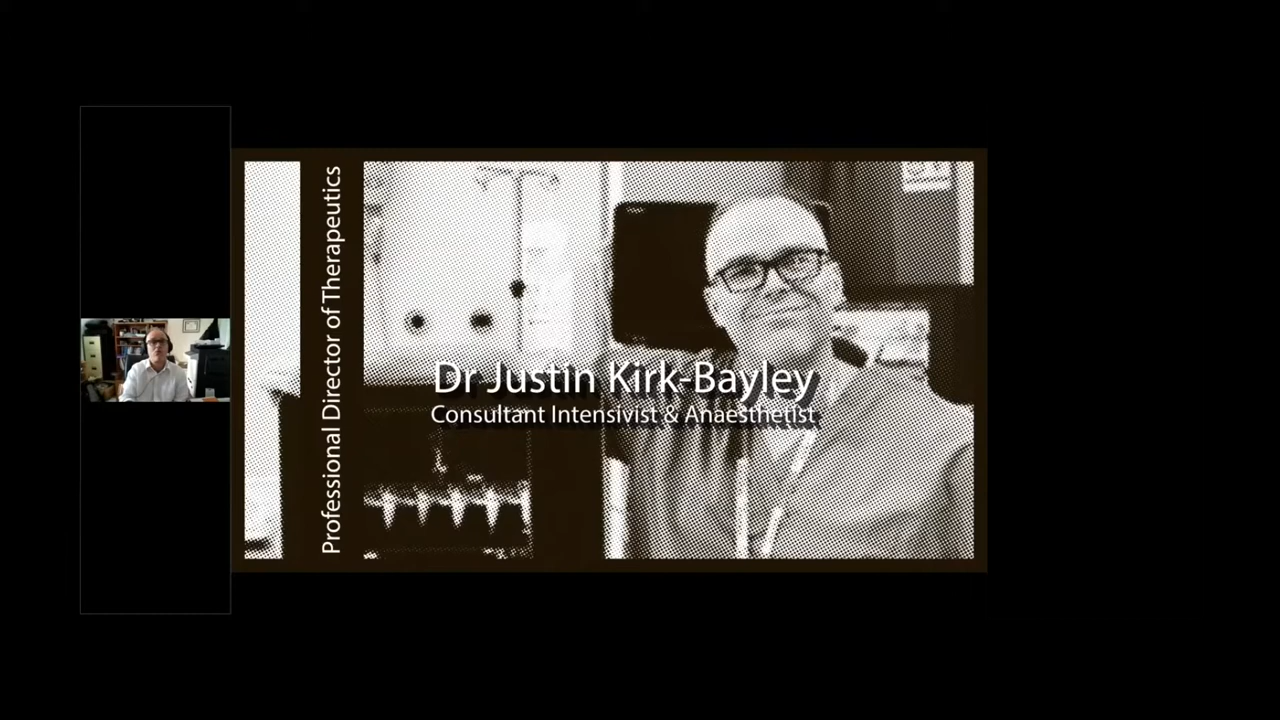 Professional Director of Therapeutics
Dr Justin Kirk-Bayley
Consultant Intensivist & Anaesthetist